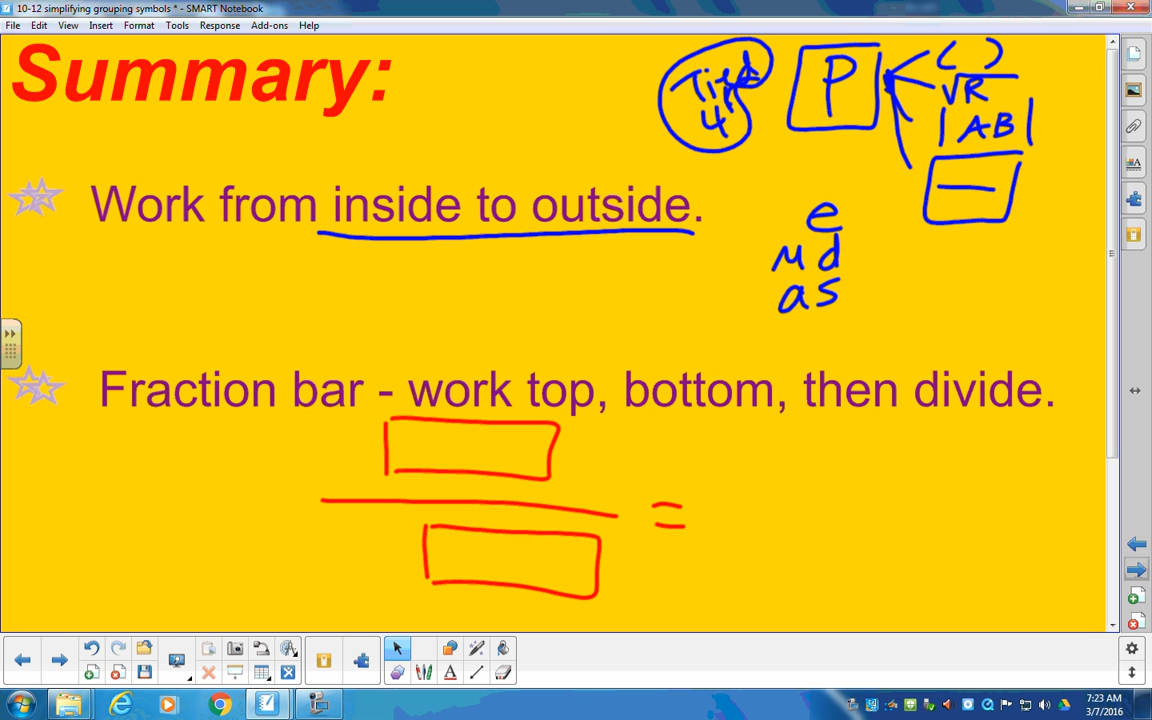 10-12 simplifying grouping symbols * - SMART Notebook
File Edit View Insert Format Tools Response Add-ons Help
Summary:
4
P
( )
√R
|AB|
—
Work from inside to outside.
e
M d
a s
Fraction bar - work top, bottom, then divide.
=
7:23 AM
3/7/2016